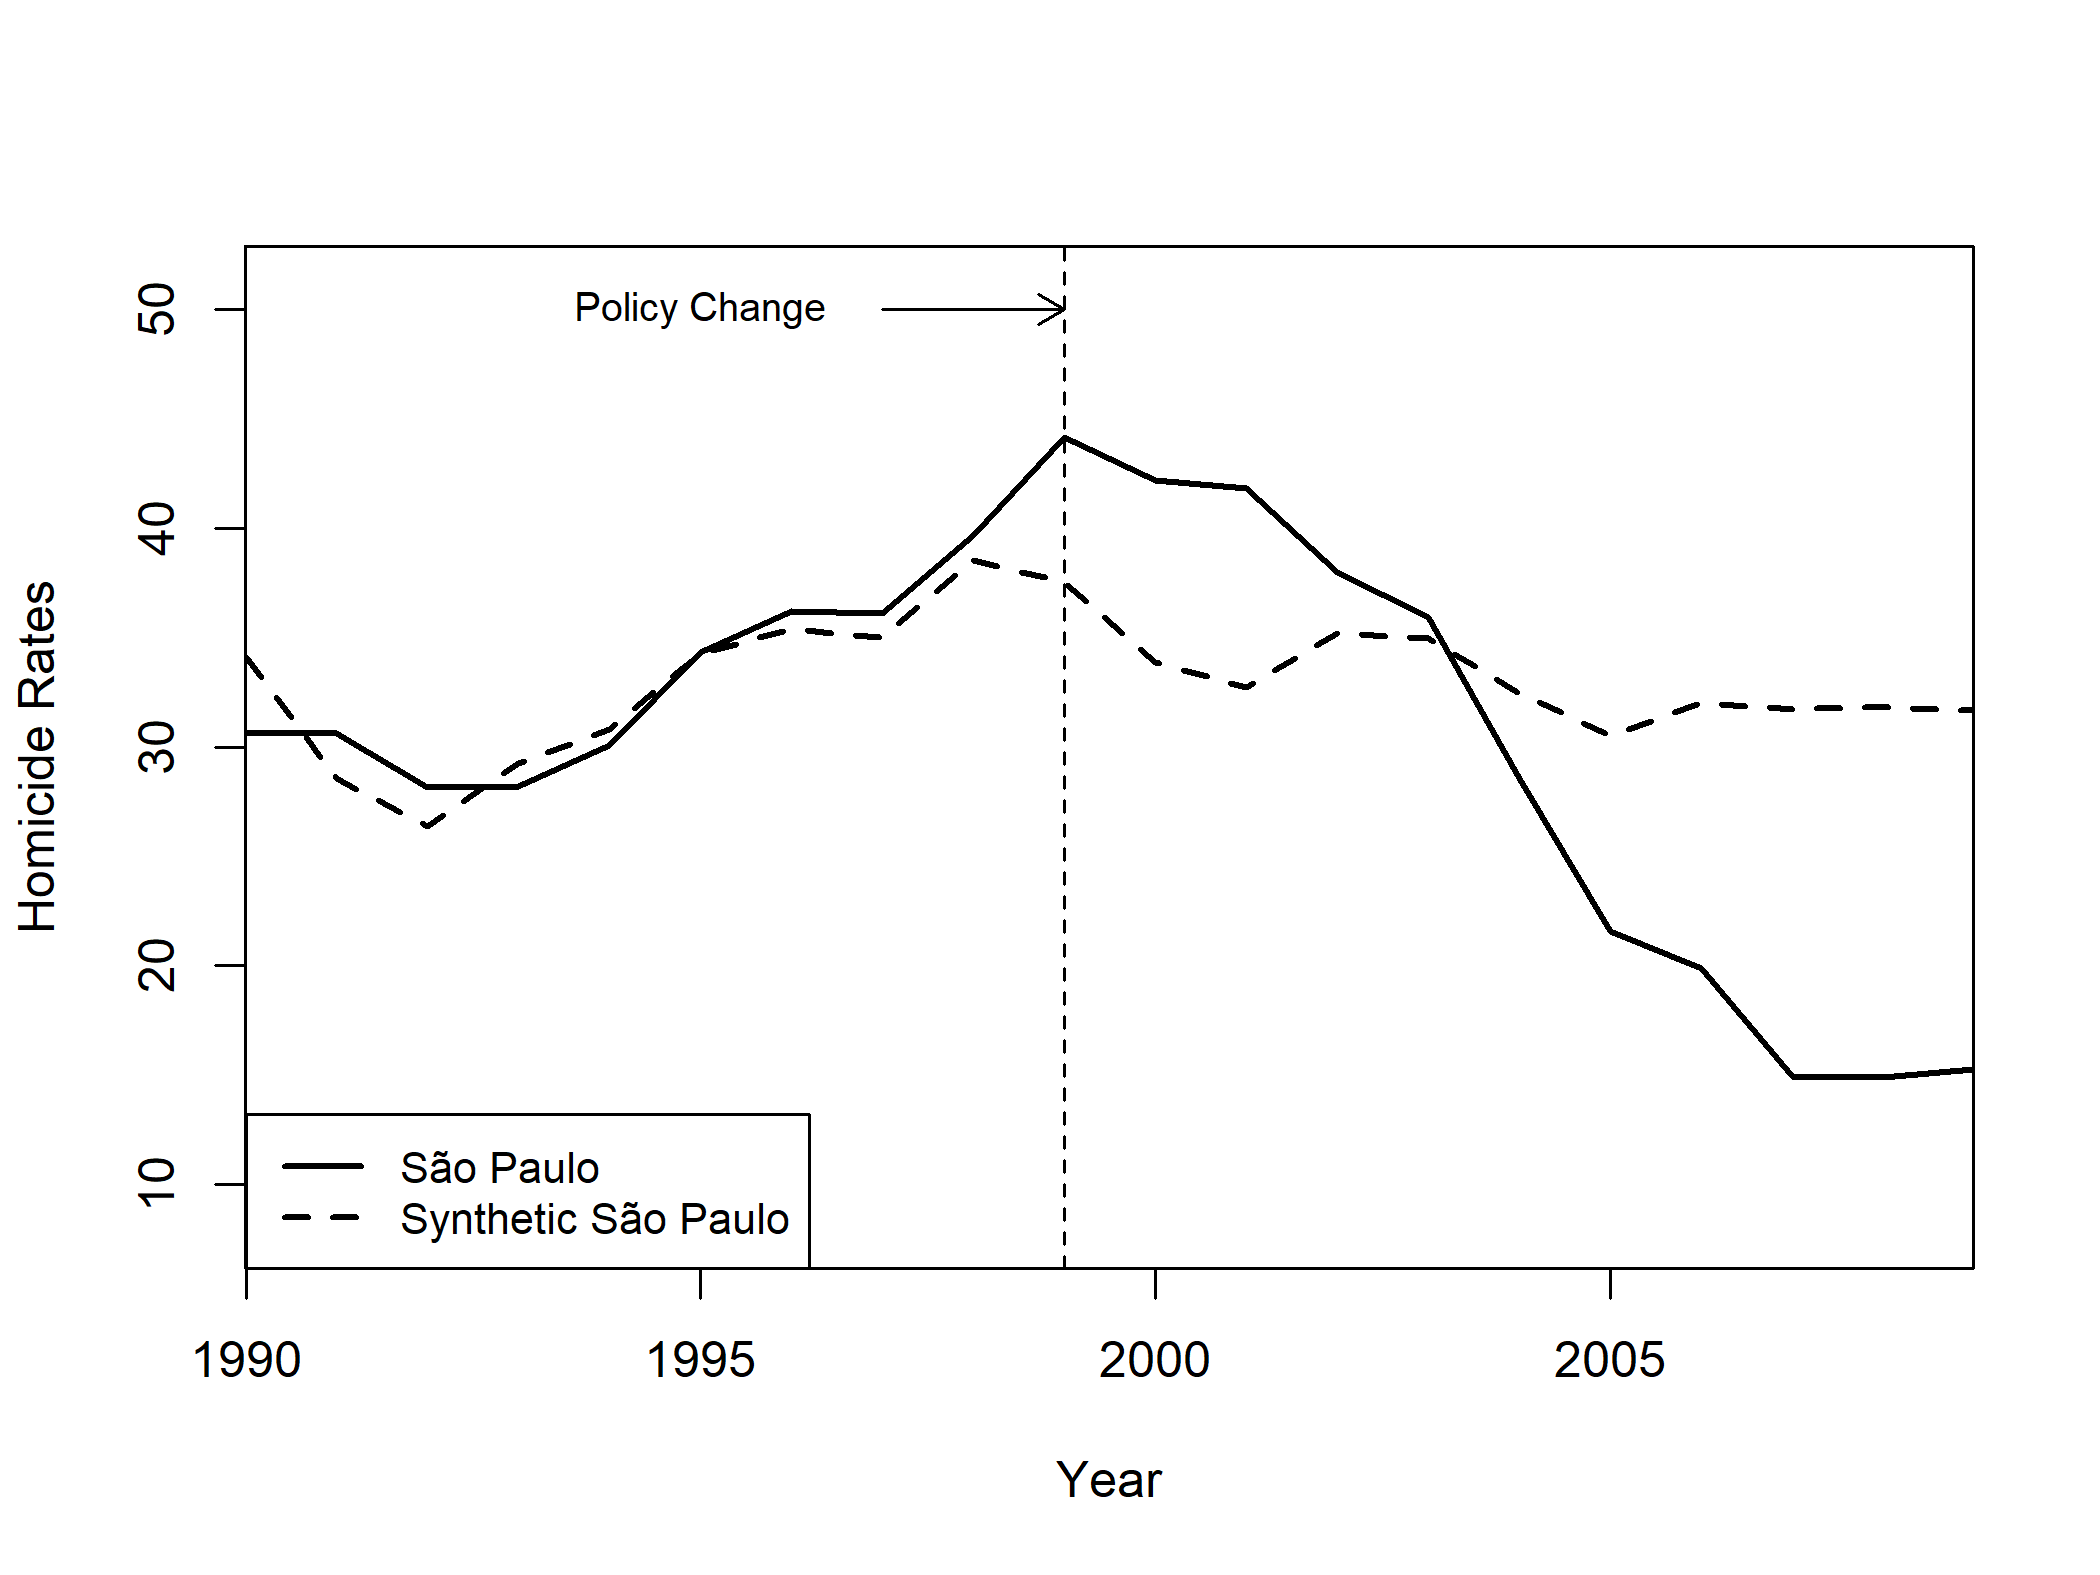 Policy Change
50
40
30
20
10
Homicide Rates
São Paulo
Synthetic São Paulo
1990 1995 2000 2005
Year